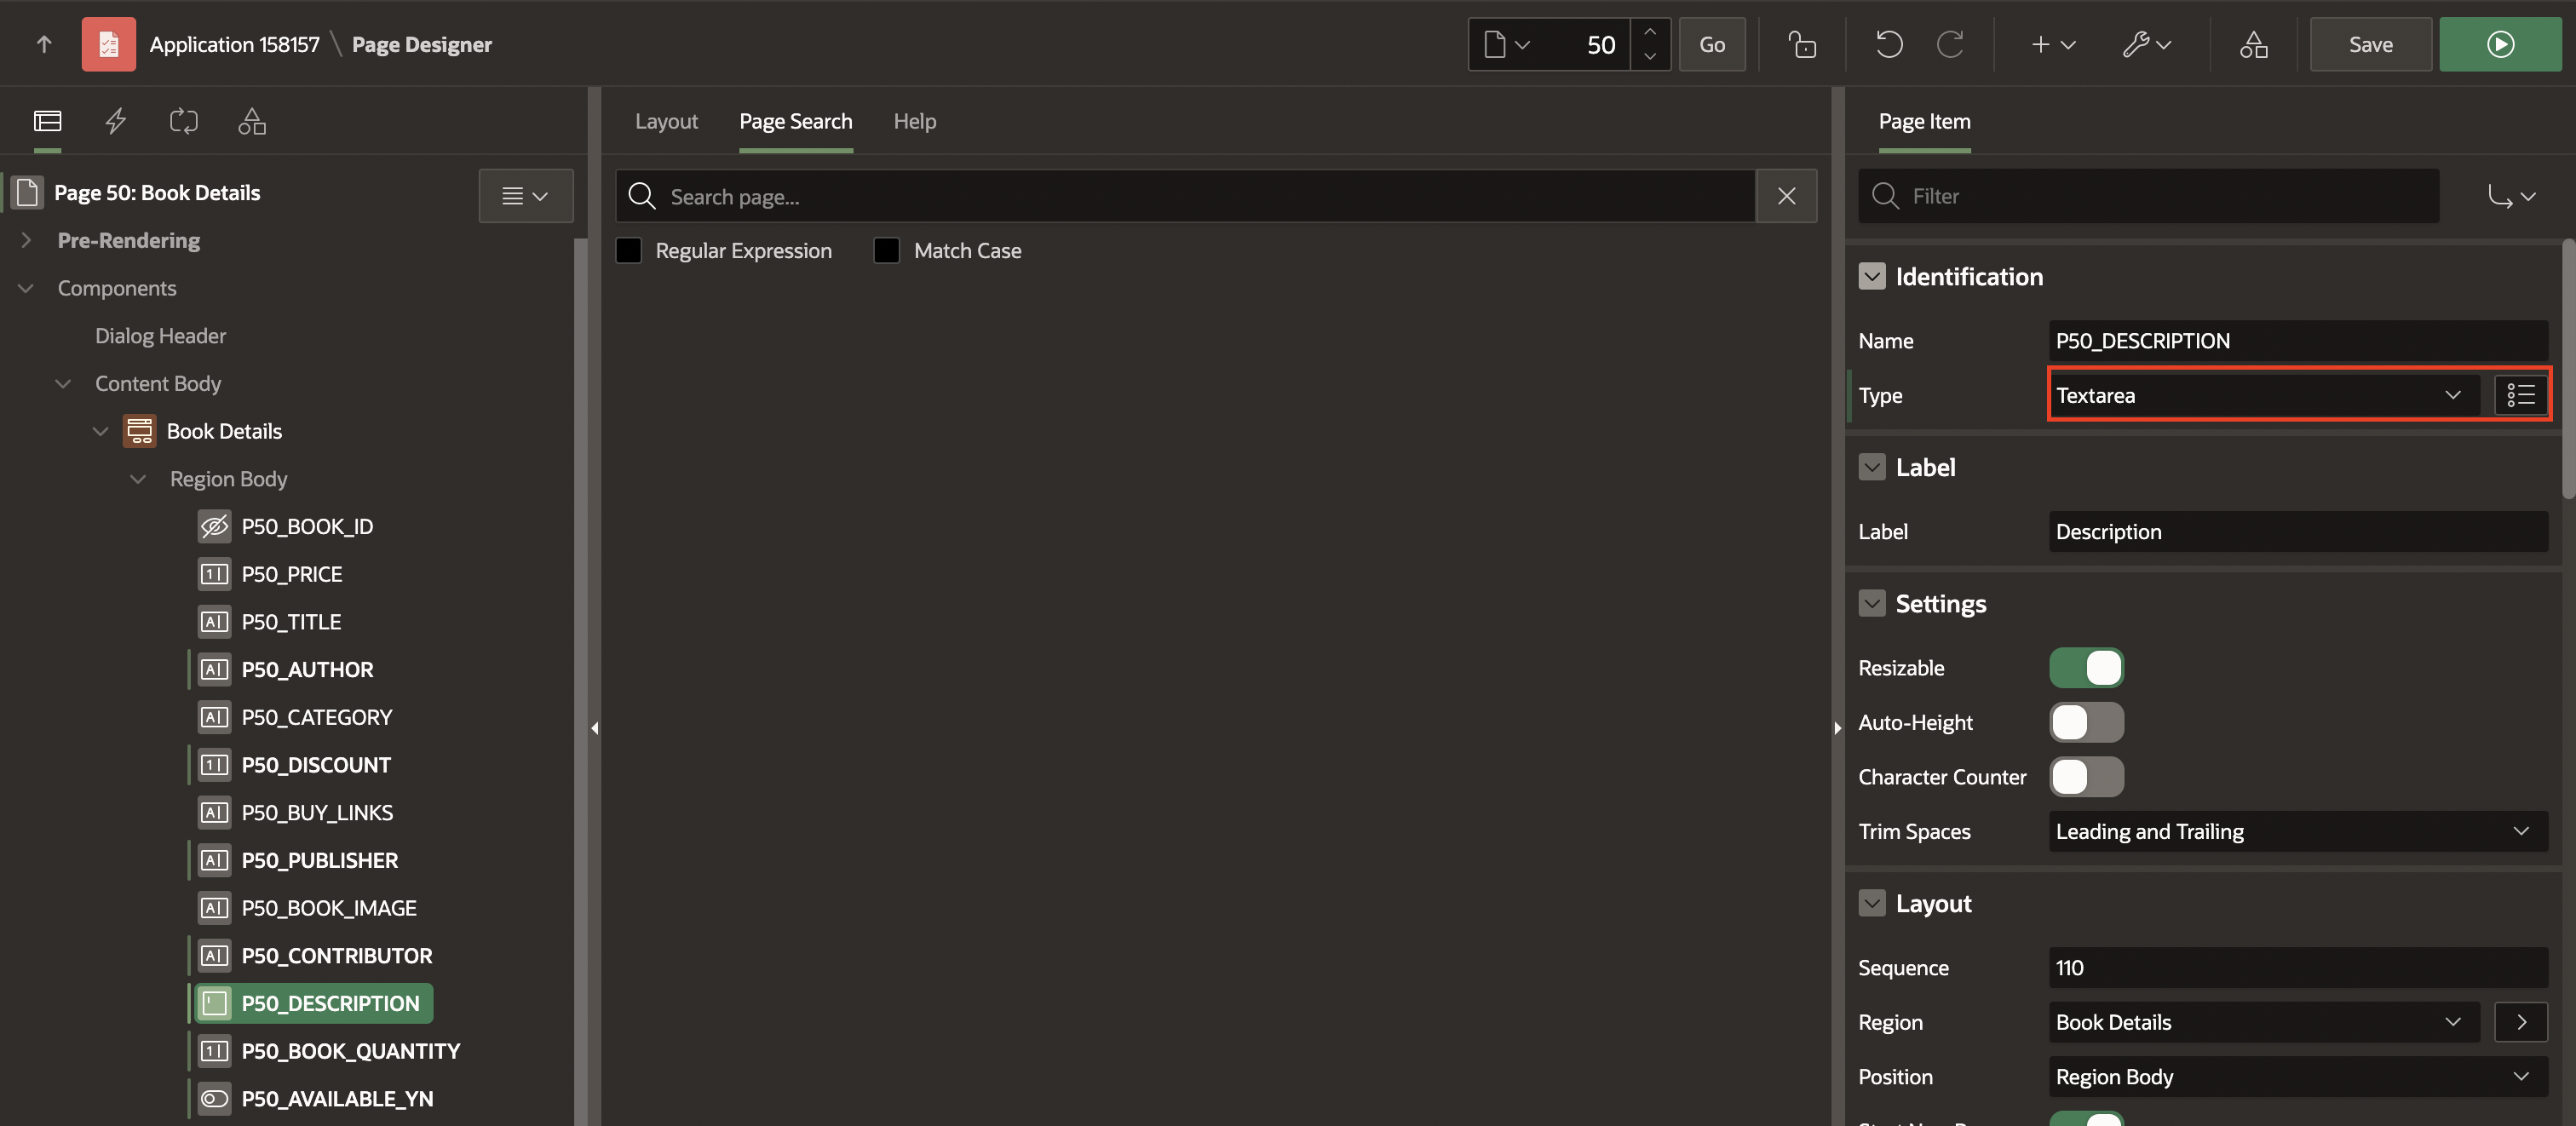 Application 158157 \ Page Designer
50
Go
Save
Page 50: Book Details
Pre-Rendering
Components
Dialog Header
Content Body
Book Details
Region Body
P50_BOOK_ID
P50_PRICE
P50_TITLE
P50_AUTHOR
P50_CATEGORY
P50_DISCOUNT
P50_BUY_LINKS
P50_PUBLISHER
P50_BOOK_IMAGE
P50_CONTRIBUTOR
P50_DESCRIPTION
P50_BOOK_QUANTITY
P50_AVAILABLE_YN
Layout Page Search Help
Search page...
Regular Expression Match Case
Page Item
Filter
Identification
Name P50_DESCRIPTION
Type Textarea
Label
Label Description
Settings
Resizable
Auto-Height
Character Counter
Trim Spaces Leading and Trailing
Layout
Sequence 110
Region Book Details
Position Region Body